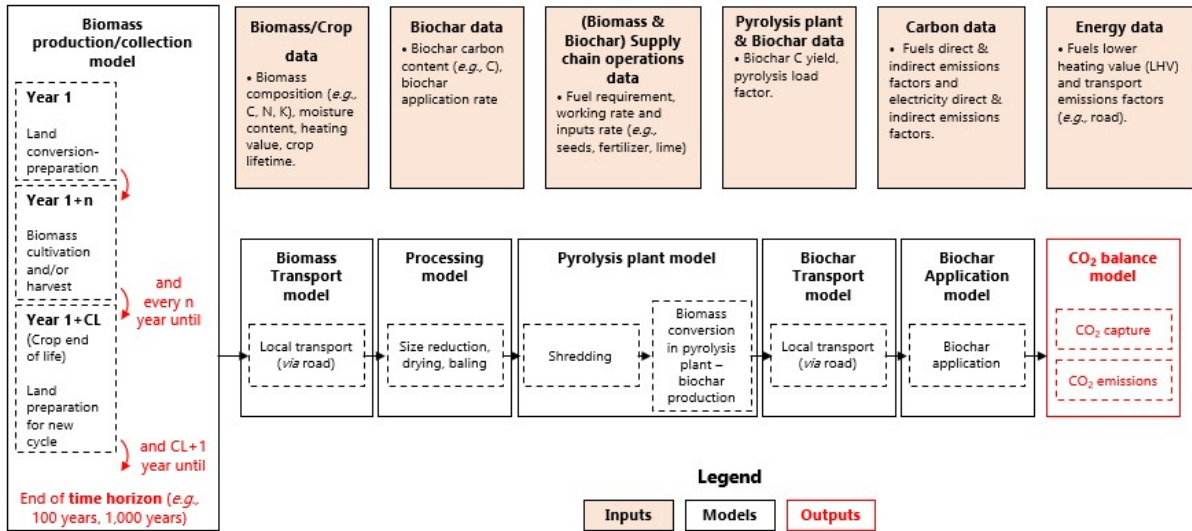 Biomass
production/collection
model
Year 1
Land
conversion-
preparation
Year 1+n
Biomass
cultivation
and/or
harvest
and
every n
year until
Year 1+CL
(Crop end
of life)
Land
preparation
for new
cycle
and CL+1
year until
End of time horizon (e.g.,
100 years, 1,000 years)
Biomass/Crop
data
• Biomass
composition (e.g.,
C, N, K), moisture
content, heating
value, crop
lifetime.
Biochar data
• Biochar carbon
content (e.g., C),
biochar
application rate
(Biomass &
Biochar) Supply
chain operations
data
• Fuel requirement,
working rate and
inputs rate (e.g.,
seeds, fertilizer, lime)
Pyrolysis plant
& Biochar data
• Biochar C yield,
pyrolysis load
factor.
Carbon data
• Fuels direct &
indirect emissions
factors and
electricity direct &
indirect emissions
factors.
Energy data
• Fuels lower
heating value (LHV)
and transport
emissions factors
(e.g., road).
Biomass
Transport
model
Local transport
(via road)
Processing
model
Size reduction,
drying, baling
Pyrolysis plant model
Shredding
Biomass
conversion
in pyrolysis
plant –
biochar
production
Biochar
Transport
model
Local transport
(via road)
Biochar
Application
model
Biochar
application
CO₂ balance
model
CO₂ capture
CO₂ emissions
Legend
Inputs
Models
Outputs